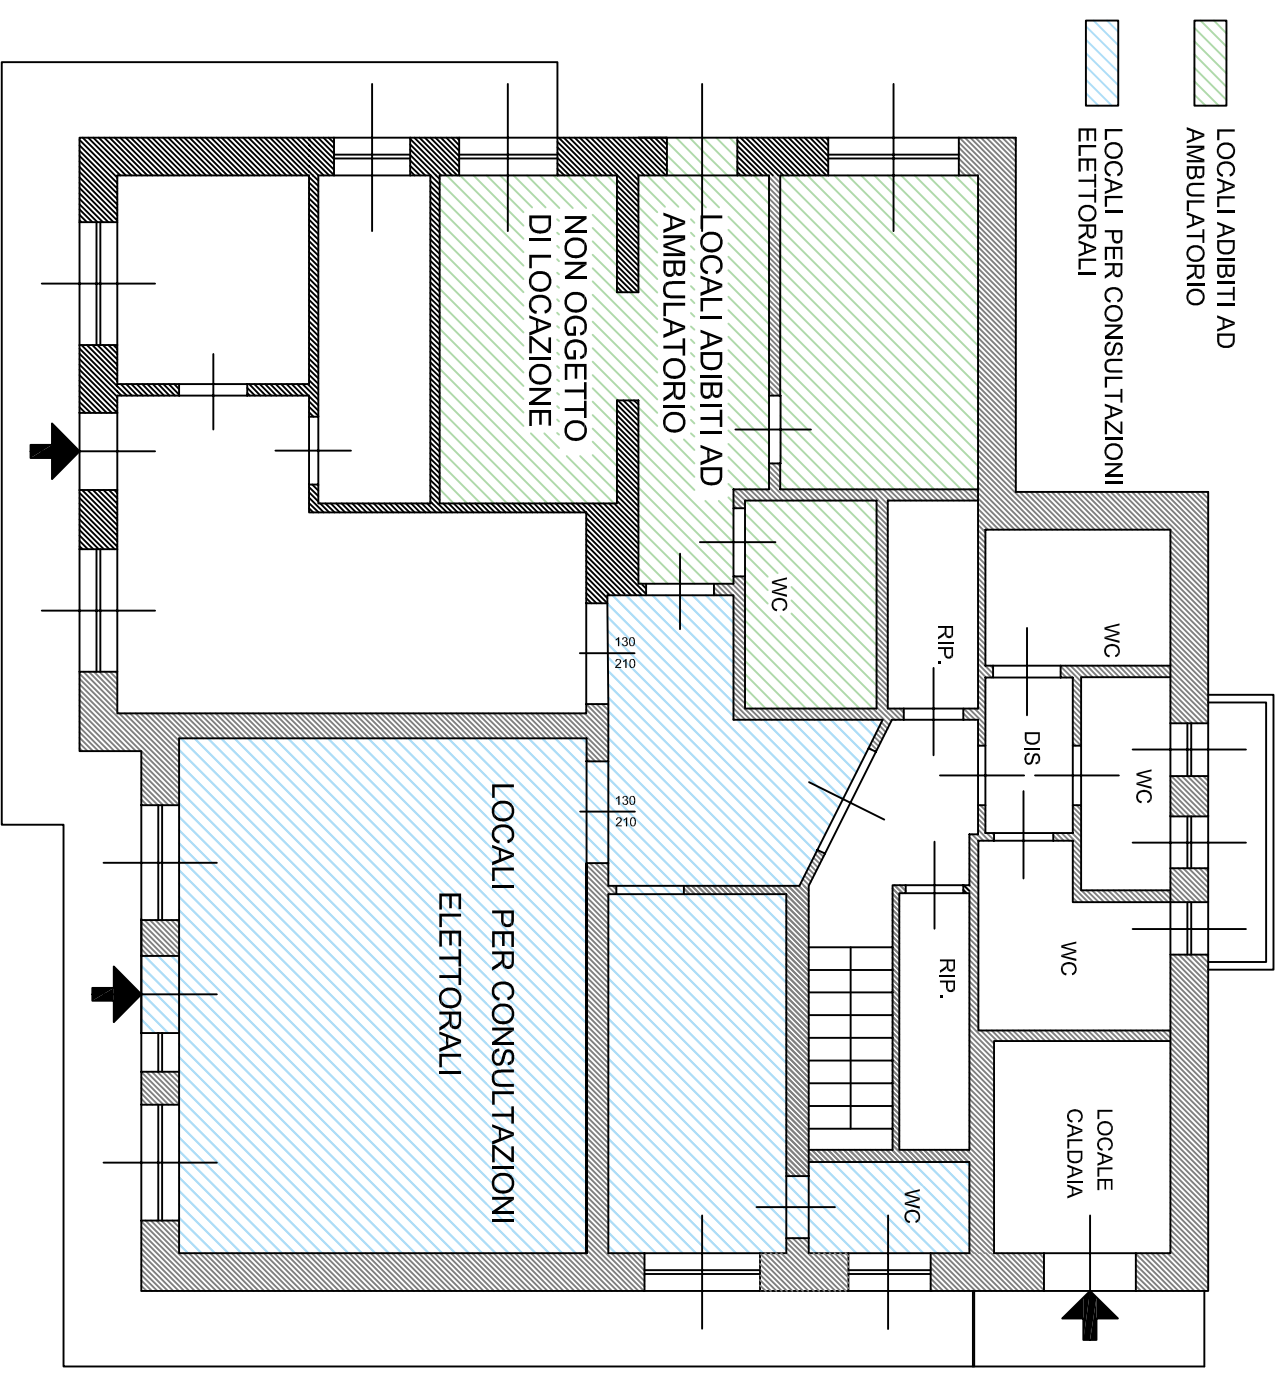 LOCALI ADIBITI AD
AMBULATORIO
LOCALI PER CONSULTAZIONI
ELETTORALI
LOCALI ADIBITI AD
AMBULATORIO
NON OGGETTO
DI LOCAZIONE
WC
RIP.
WC
DIS
WC
WC
RIP.
LOCALE
CALDAIA
WC
130
210
130
210
LOCALI PER CONSULTAZIONI
ELETTORALI